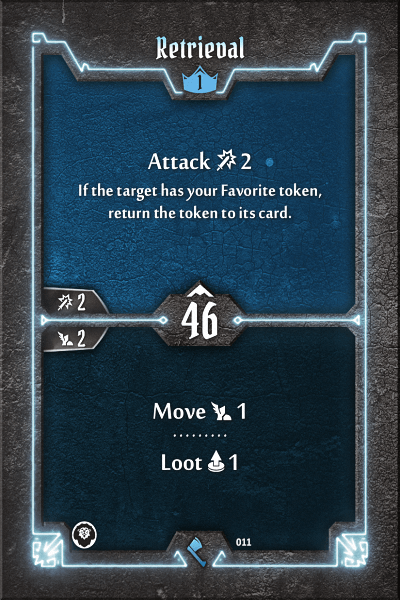 Retrieval
1
Attack 2
If the target has your Favorite token,
return the token to its card.
2
46
2
Move 1
Loot 1
011